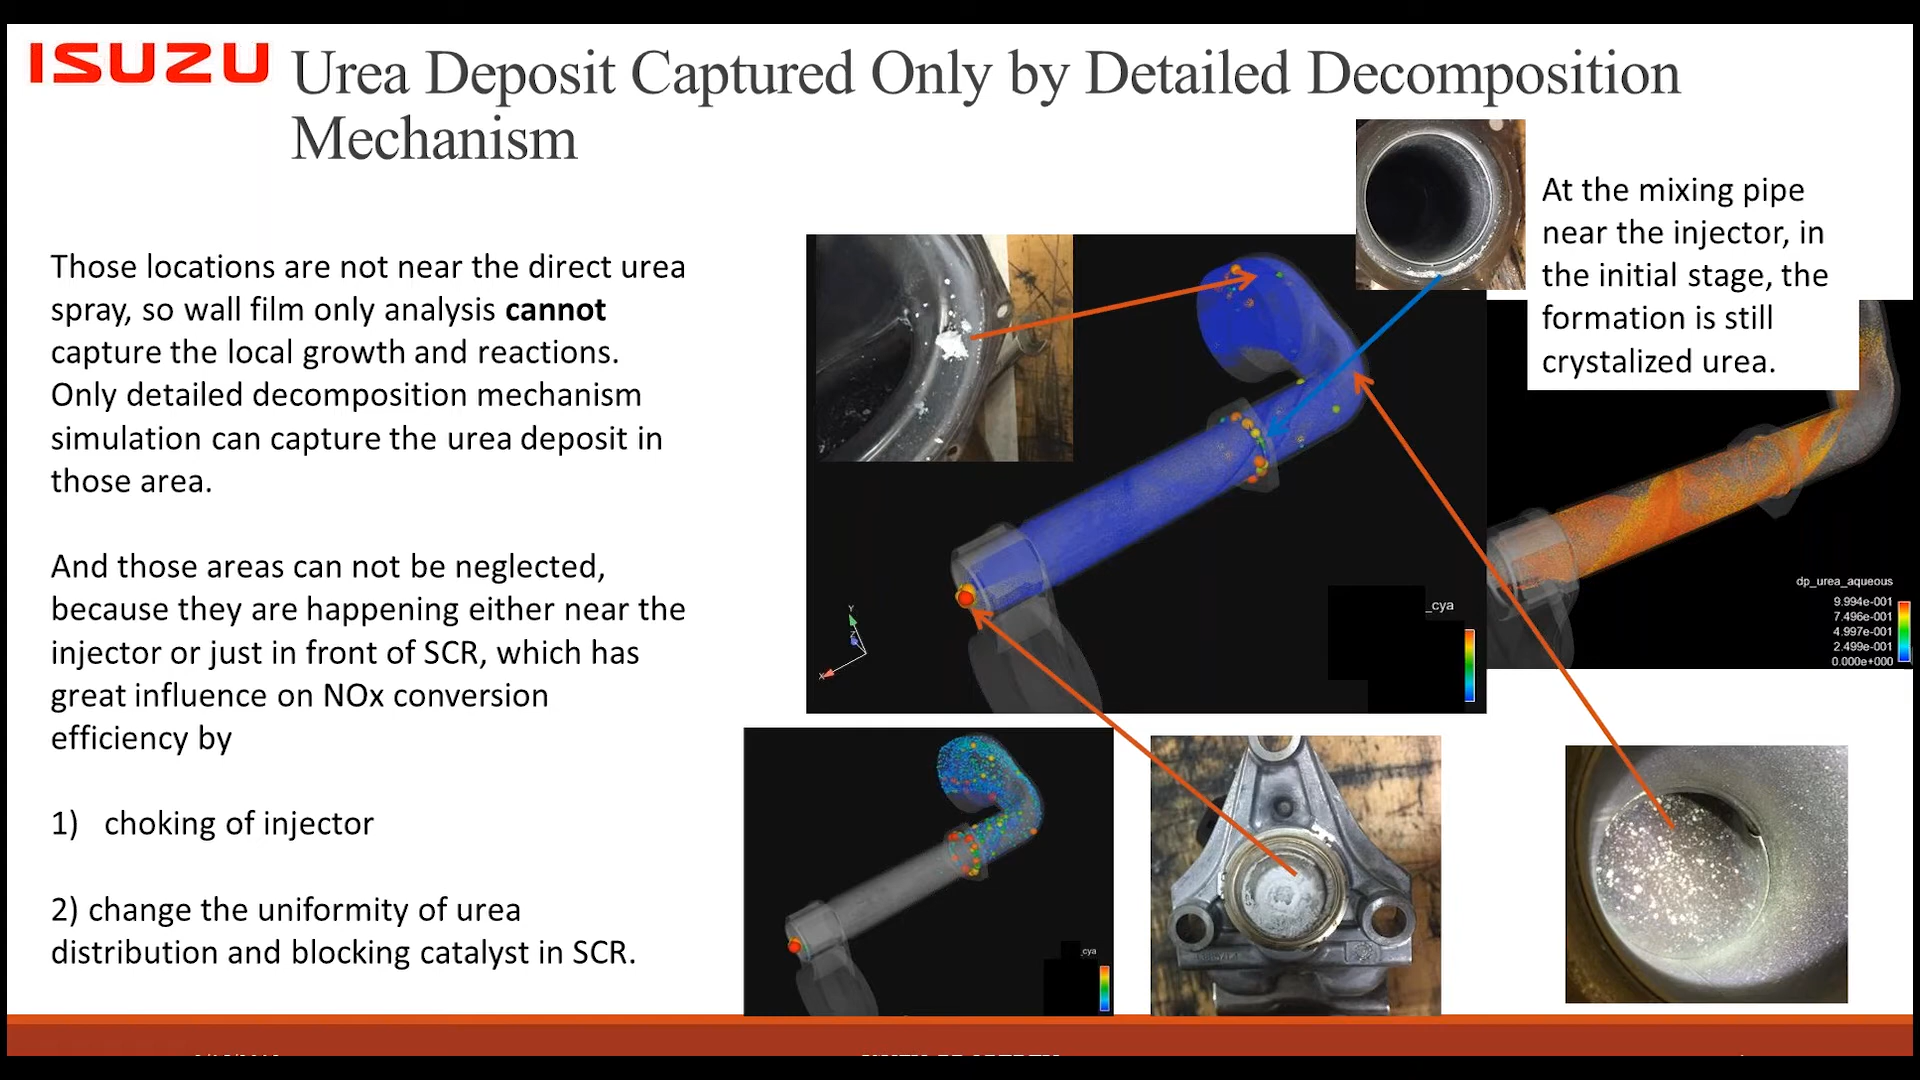 ISUZU
Urea Deposit Captured Only by Detailed Decomposition
Mechanism
At the mixing pipe
near the injector, in
the initial stage, the
formation is still
crystalized urea.
Those locations are not near the direct urea
spray, so wall film only analysis cannot
capture the local growth and reactions.
Only detailed decomposition mechanism
simulation can capture the urea deposit in
those area.
And those areas can not be neglected,
because they are happening either near the
injector or just in front of SCR, which has
great influence on NOx conversion
efficiency by
1) choking of injector
2) change the uniformity of urea
distribution and blocking catalyst in SCR.
Y
Z
X
_cya
dp_urea_aqueous
9.994e-001
7.496e-001
4.997e-001
2.499e-001
0.000e+000
_cya